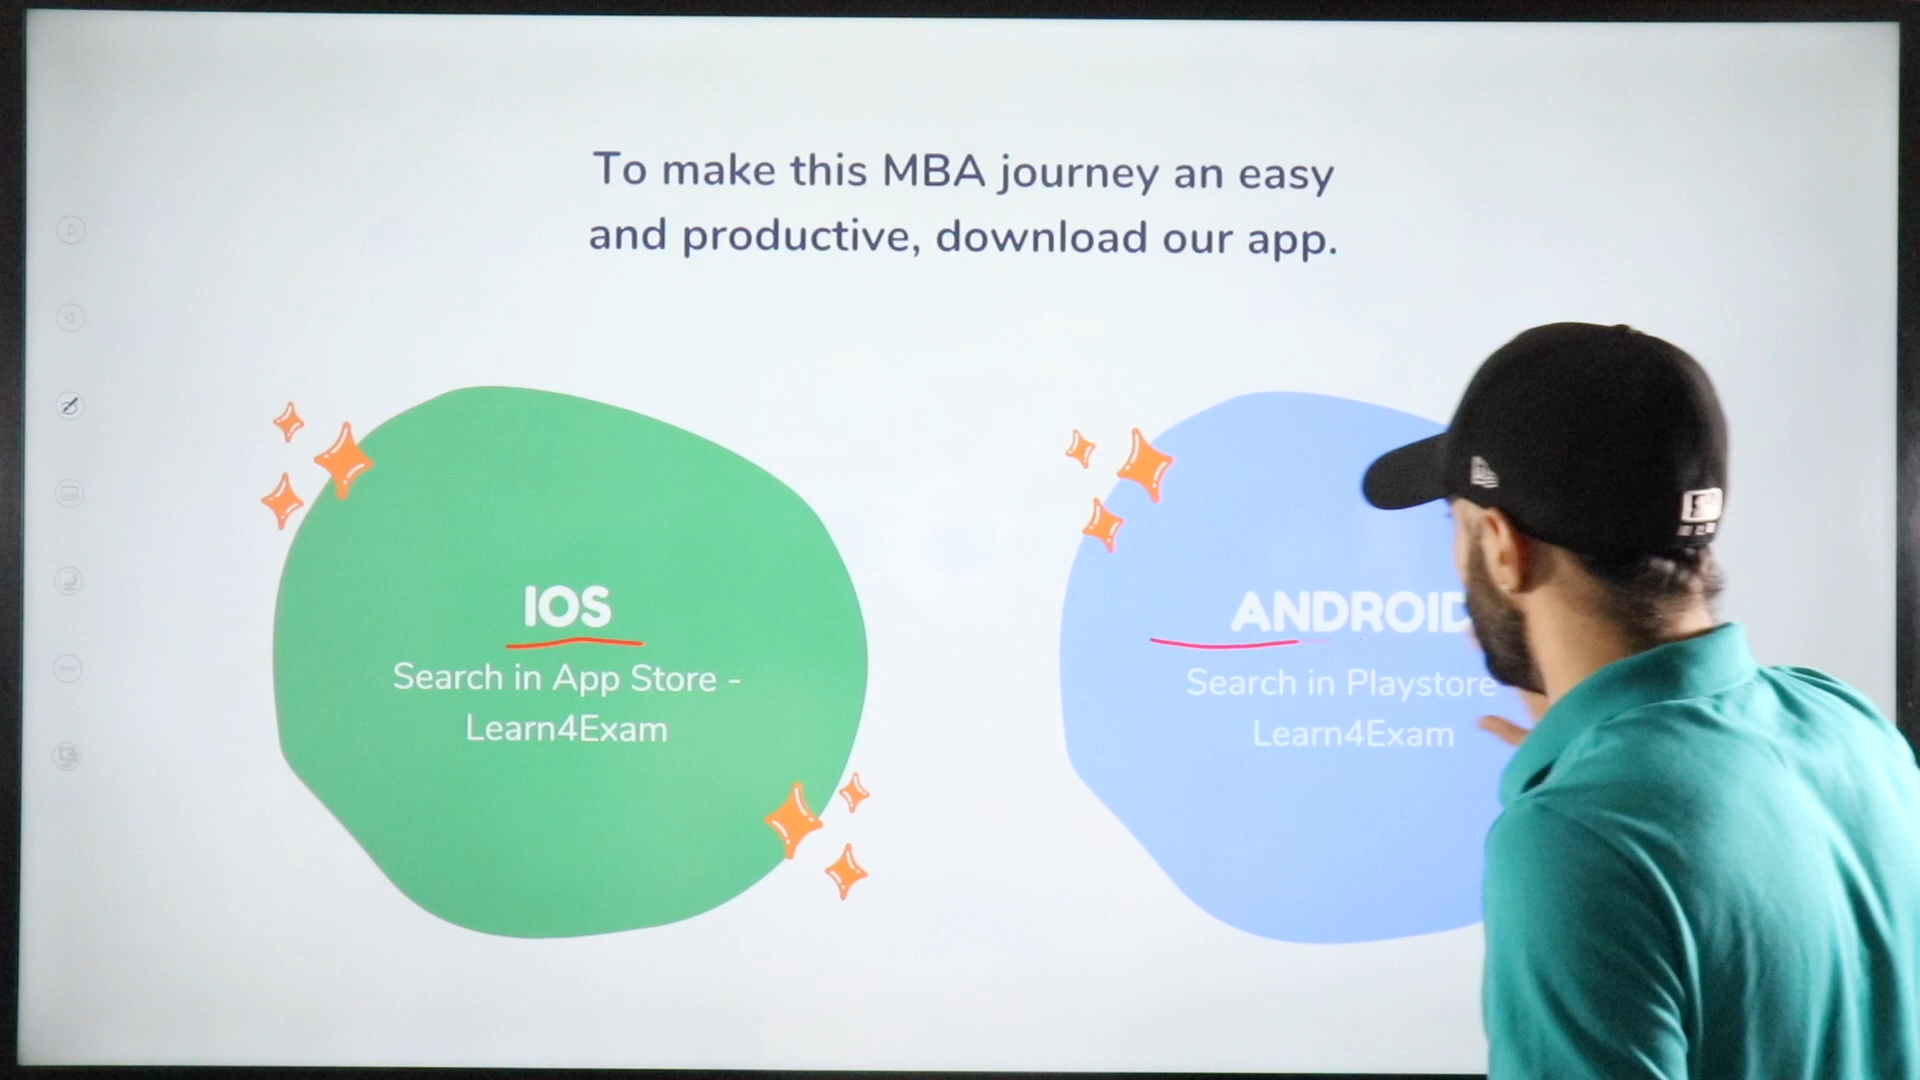 To make this MBA journey an easy
and productive, download our app.
IOS
Search in App Store -
Learn4Exam
ANDROID
Search in Playstore
Learn4Exam